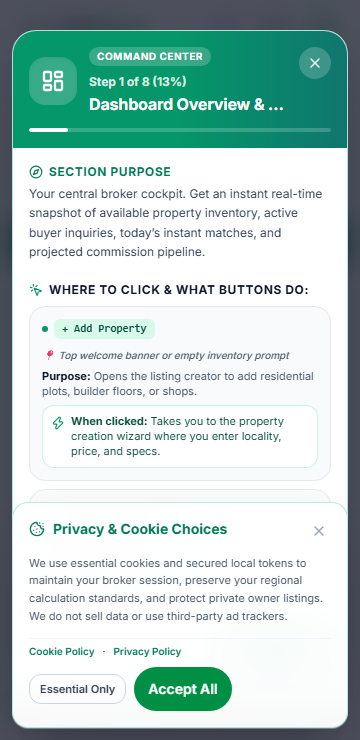 COMMAND CENTER
Step 1 of 8 (13%)
Dashboard Overview & ...
SECTION PURPOSE
Your central broker cockpit. Get an instant real-time
snapshot of available property inventory, active
buyer inquiries, today's instant matches, and
projected commission pipeline.
WHERE TO CLICK & WHAT BUTTONS DO:
+ Add Property
Top welcome banner or empty inventory prompt
Purpose: Opens the listing creator to add residential
plots, builder floors, or shops.
When clicked: Takes you to the property
creation wizard where you enter locality,
price, and specs.
Privacy & Cookie Choices
We use essential cookies and secured local tokens to
maintain your broker session, preserve your regional
calculation standards, and protect private owner listings.
We do not sell data or use third-party ad trackers.
Cookie Policy · Privacy Policy
Essential Only Accept All